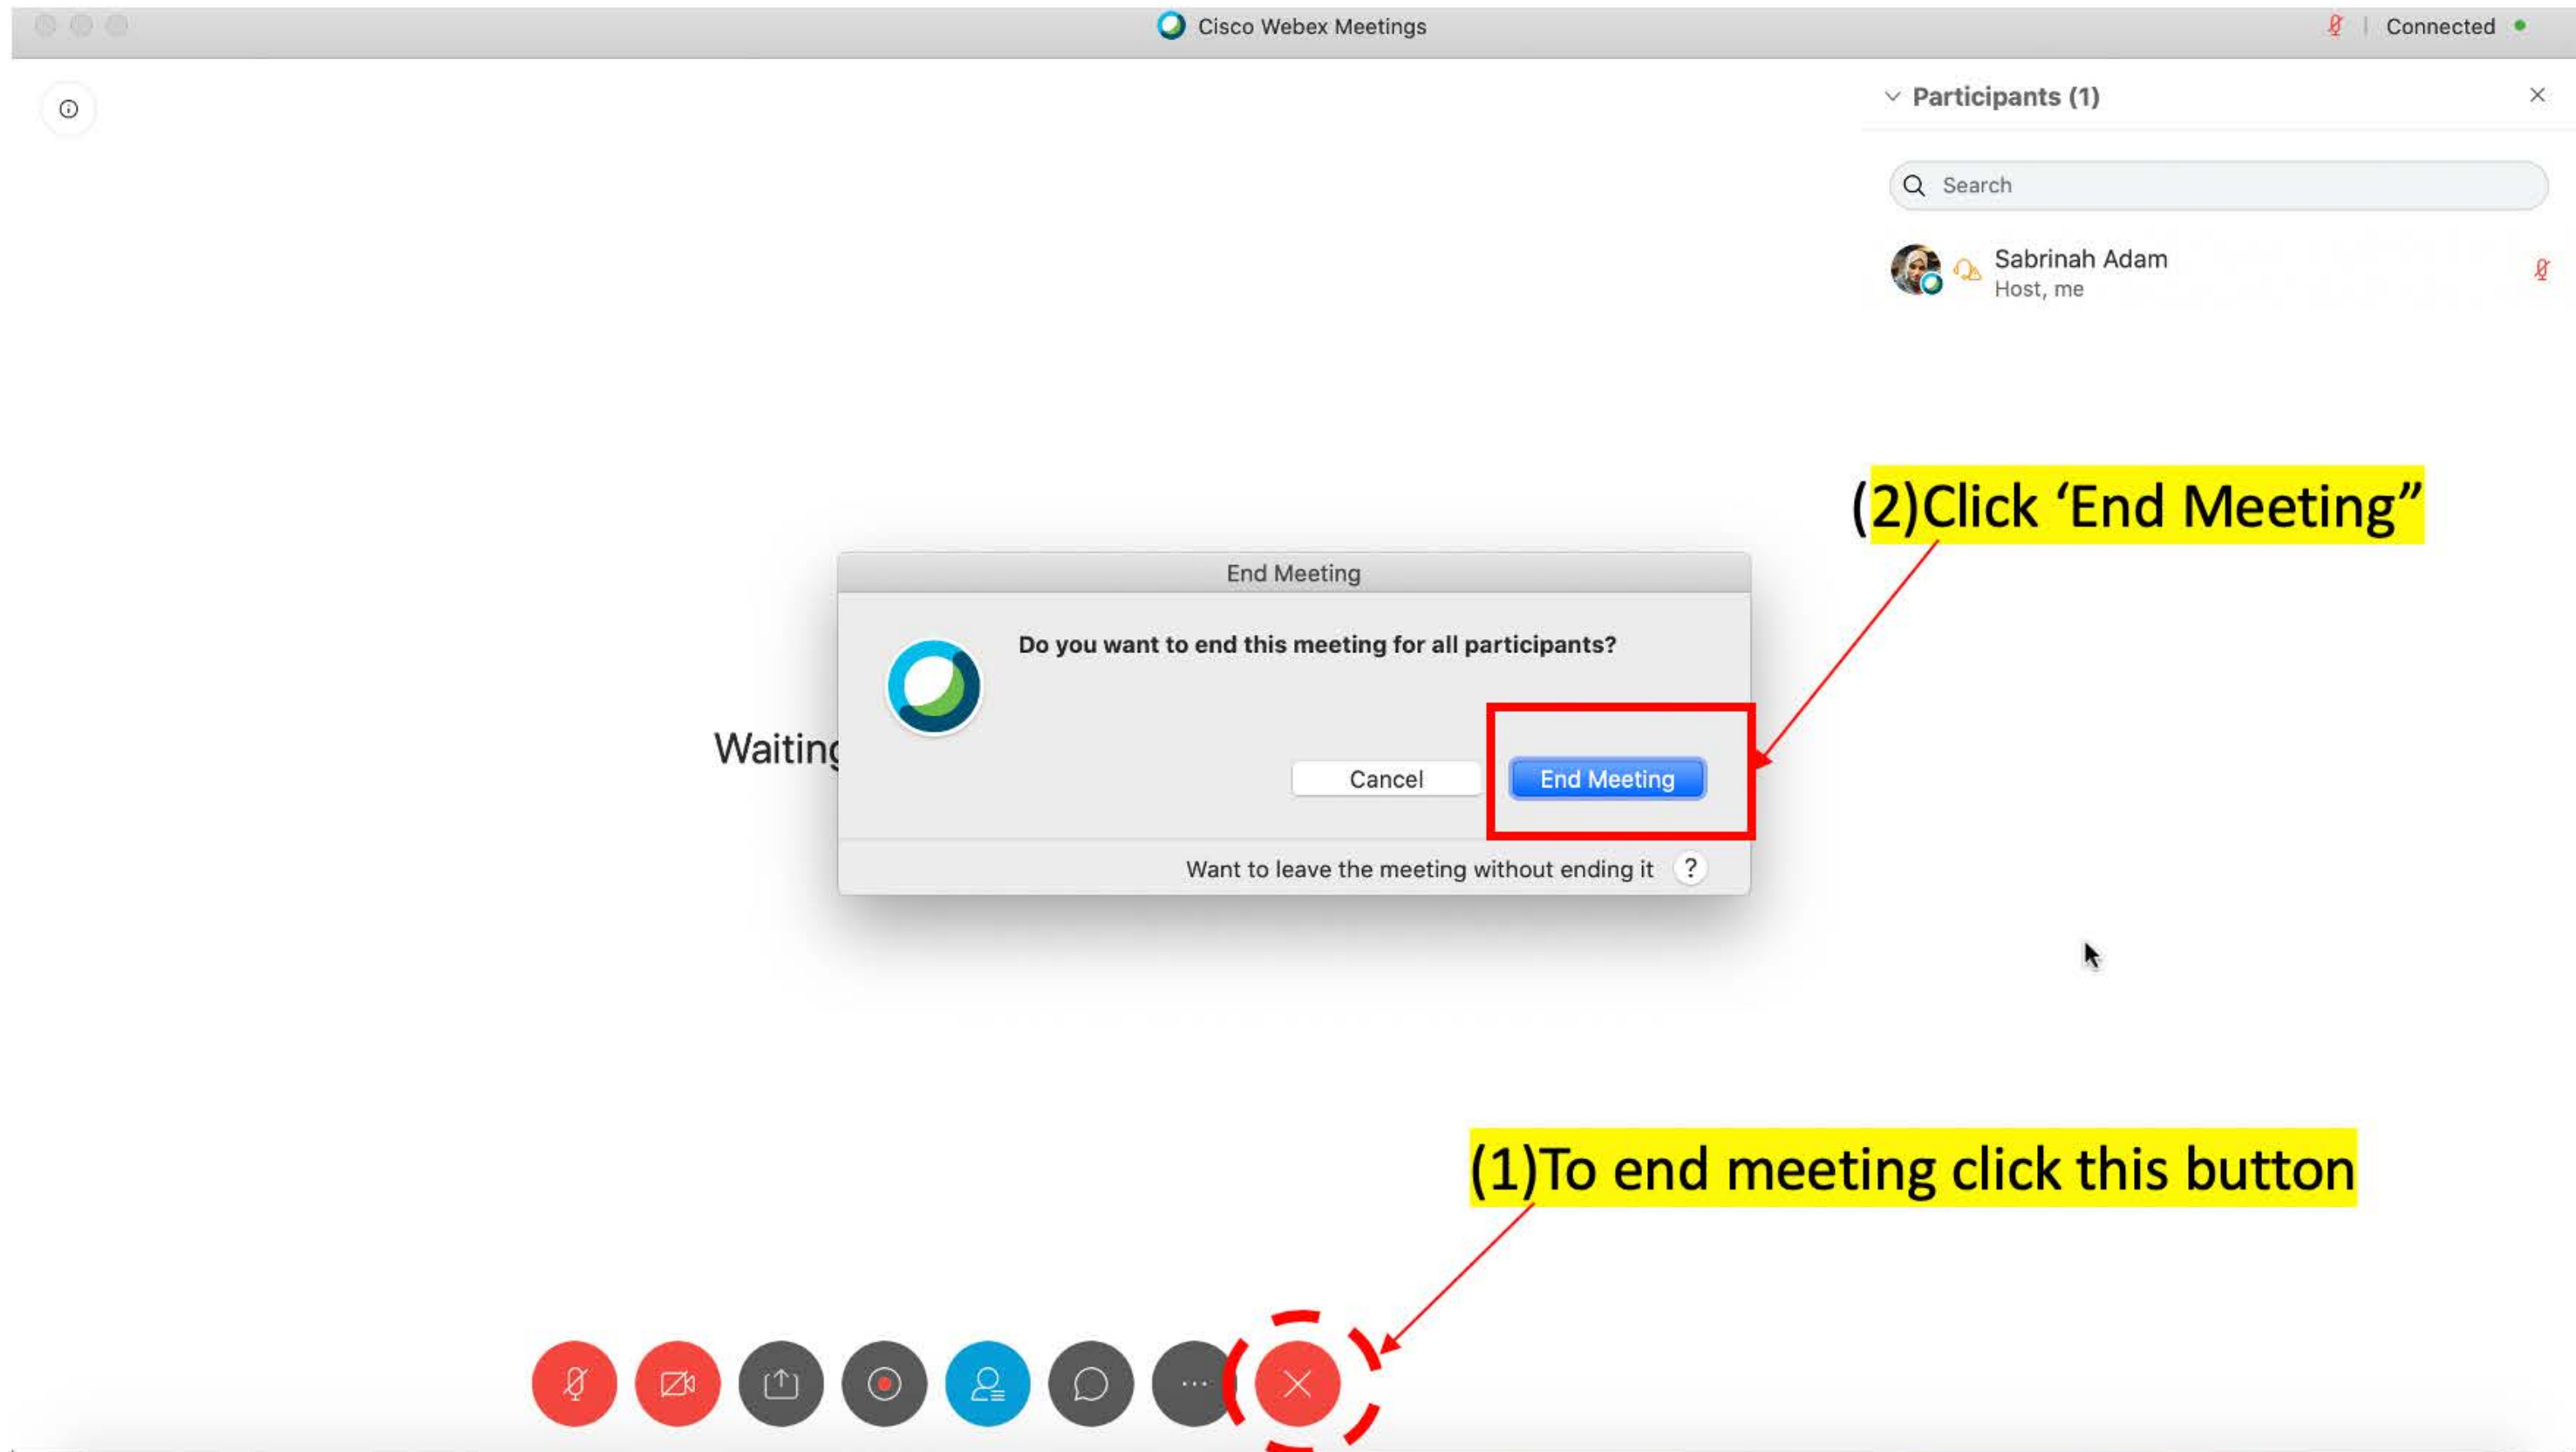 Cisco Webex Meetings
Connected
Participants (1)
Search
Sabrinah Adam
Host, me
(2)Click ‘End Meeting”
End Meeting
Do you want to end this meeting for all participants?
Waiting
Cancel
End Meeting
Want to leave the meeting without ending it ?
(1)To end meeting click this button